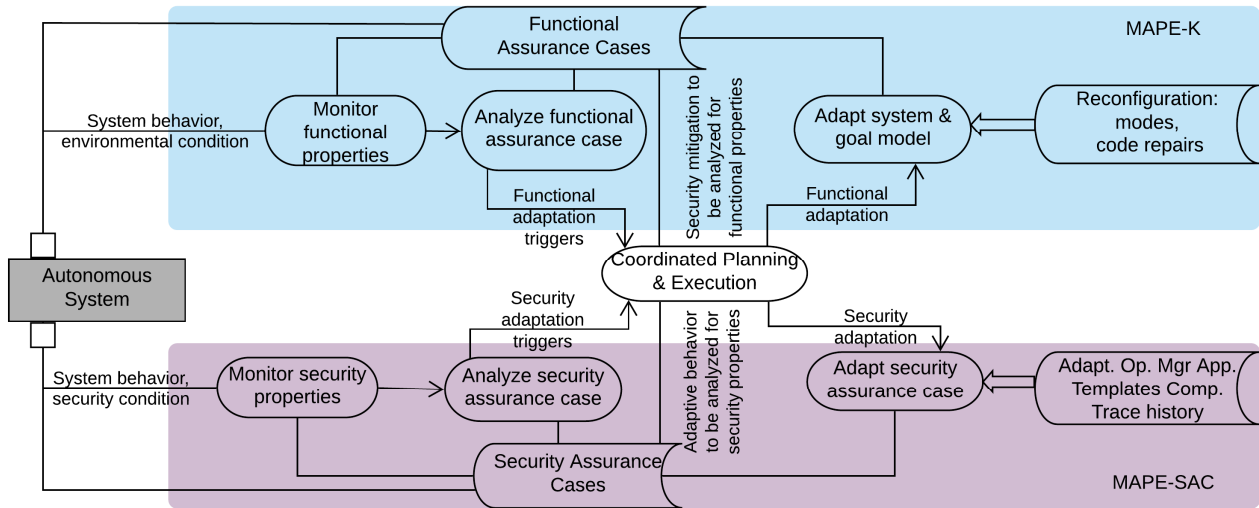 Functional
Assurance Cases
MAPE-K
Monitor
functional
properties
Analyze functional
assurance case
Security mitigation to
be analyzed for
functional properties
Adapt system &
goal model
Reconfiguration:
modes,
code repairs
System behavior,
environmental condition
Functional
adaptation
triggers
Functional
adaptation
Coordinated Planning
& Execution
Autonomous
System
Security
adaptation
triggers
Adaptive behavior
to be analyzed for
security properties
Security
adaptation
System behavior,
security condition
Monitor security
properties
Analyze security
assurance case
Adapt security
assurance case
Adapt. Op. Mgr App.
Templates Comp.
Trace history
Security Assurance
Cases
MAPE-SAC